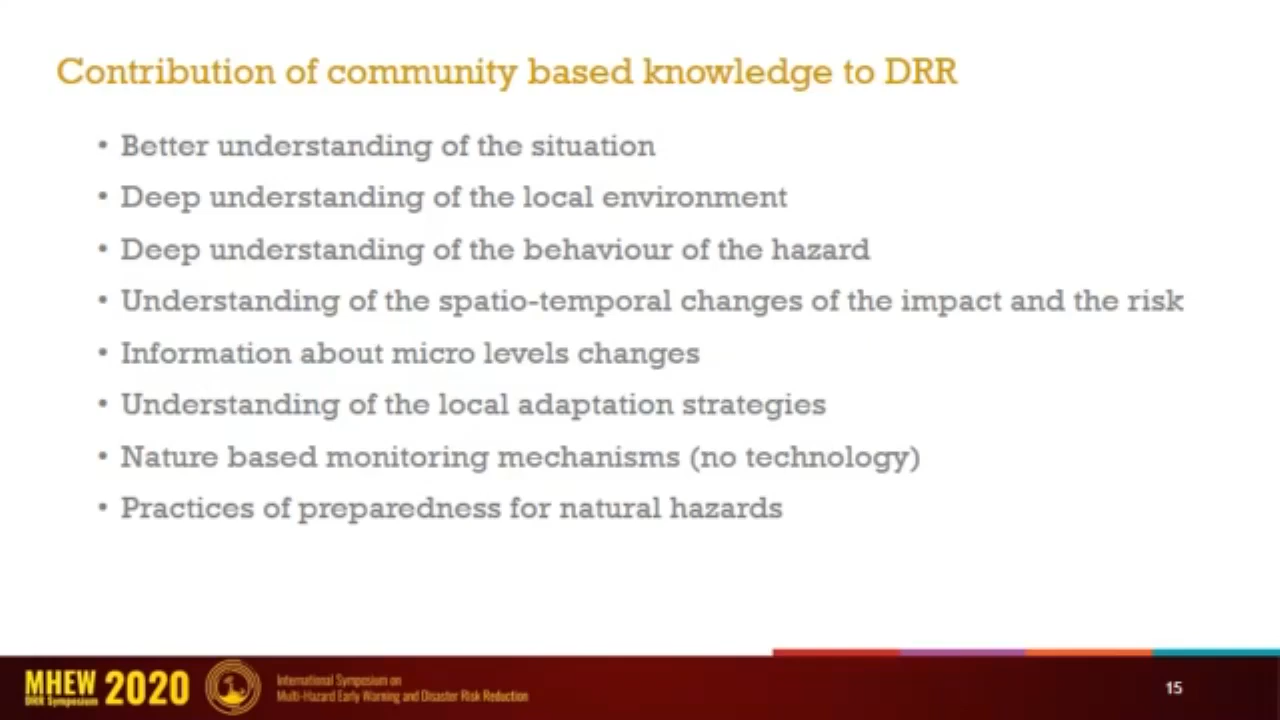 Contribution of community based knowledge to DRR
• Better understanding of the situation
• Deep understanding of the local environment
• Deep understanding of the behaviour of the hazard
• Understanding of the spatio-temporal changes of the impact and the risk
• Information about micro levels changes
• Understanding of the local adaptation strategies
• Nature based monitoring mechanisms (no technology)
• Practices of preparedness for natural hazards
MHEW 2020
DRR Symposium
International Symposium on
Multi-Hazard Early Warning and Disaster Risk Reduction
15